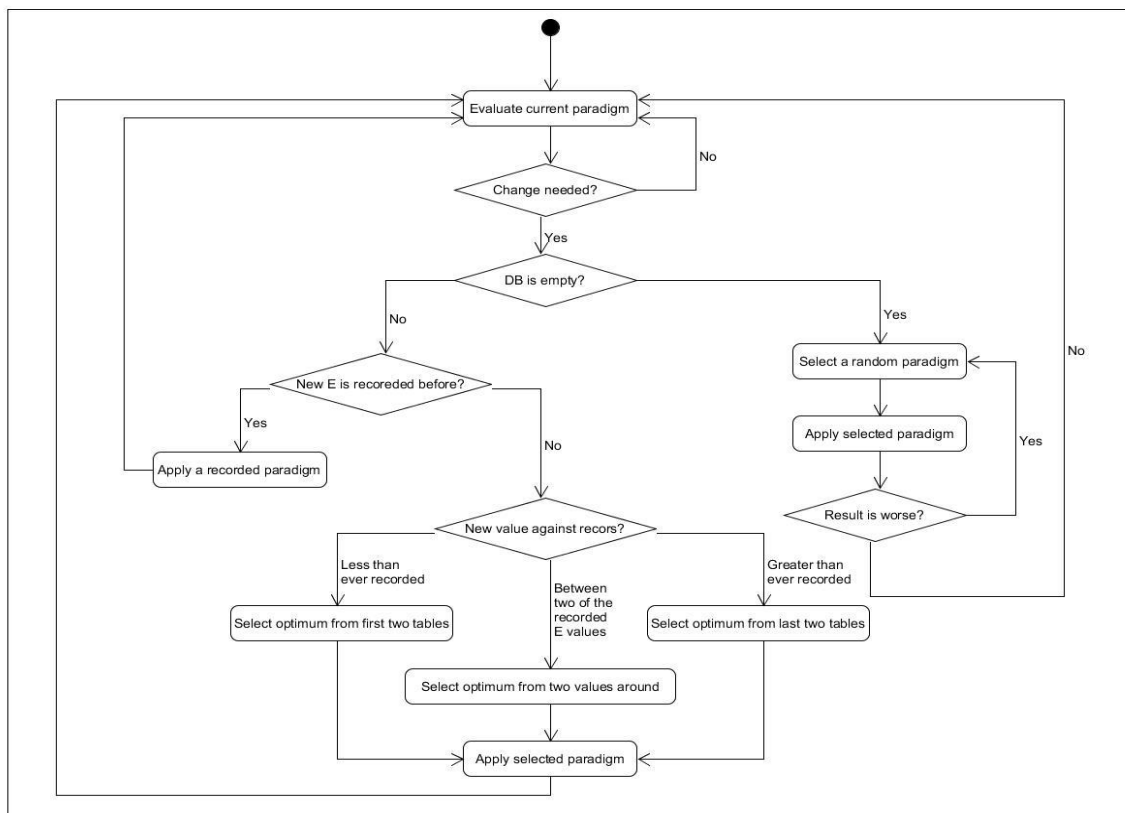 Evaluate current paradigm
No
Change needed?
Yes
DB is empty?
No
Yes
Select a random paradigm
No
New E is recoreded before?
Yes
Apply selected paradigm
Yes
No
Apply a recorded paradigm
Result is worse?
New value against recors?
Less than
ever recorded
Between
two of the
recorded
E values
Greater than
ever recorded
Select optimum from first two tables
Select optimum from last two tables
Select optimum from two values around
Apply selected paradigm